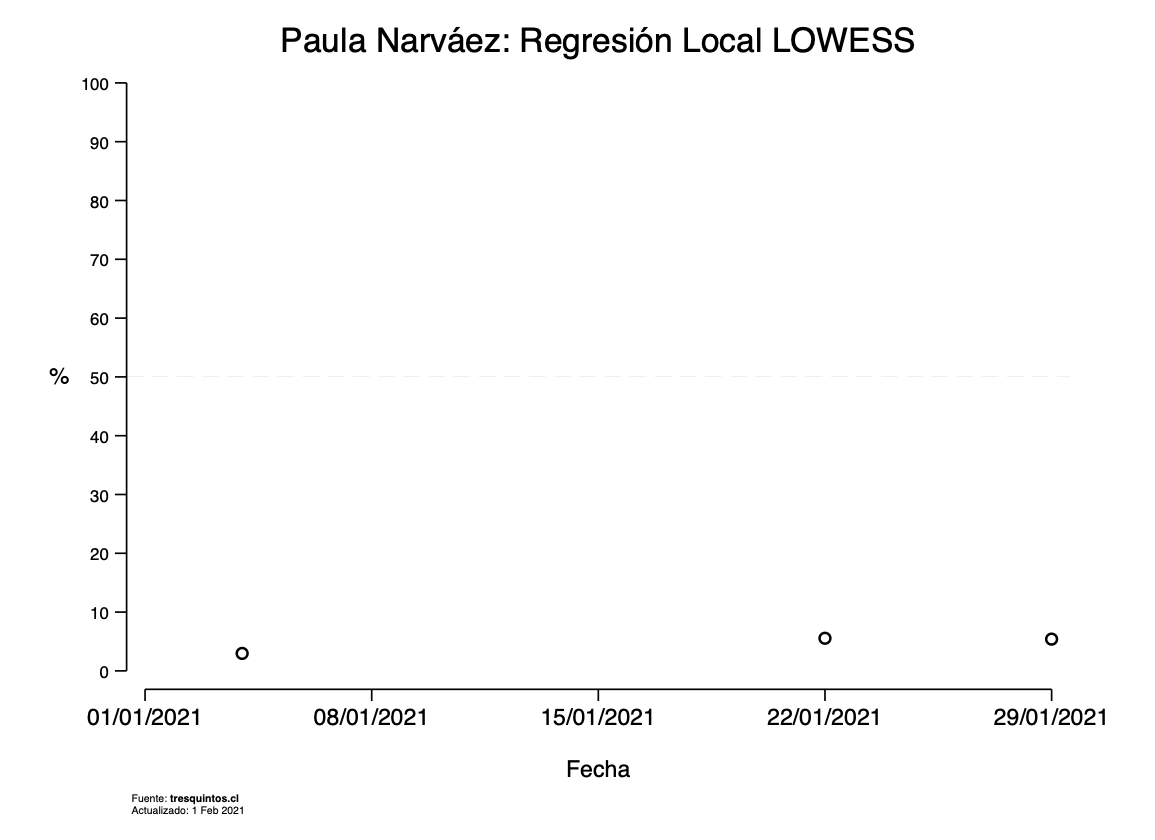 Paula Narváez: Regresión Local LOWESS
100
90
80
70
60
% 50
40
30
20
10
0
01/01/2021 08/01/2021 15/01/2021 22/01/2021 29/01/2021
Fecha
Fuente: tresquintos.cl
Actualizado: 1 Feb 2021